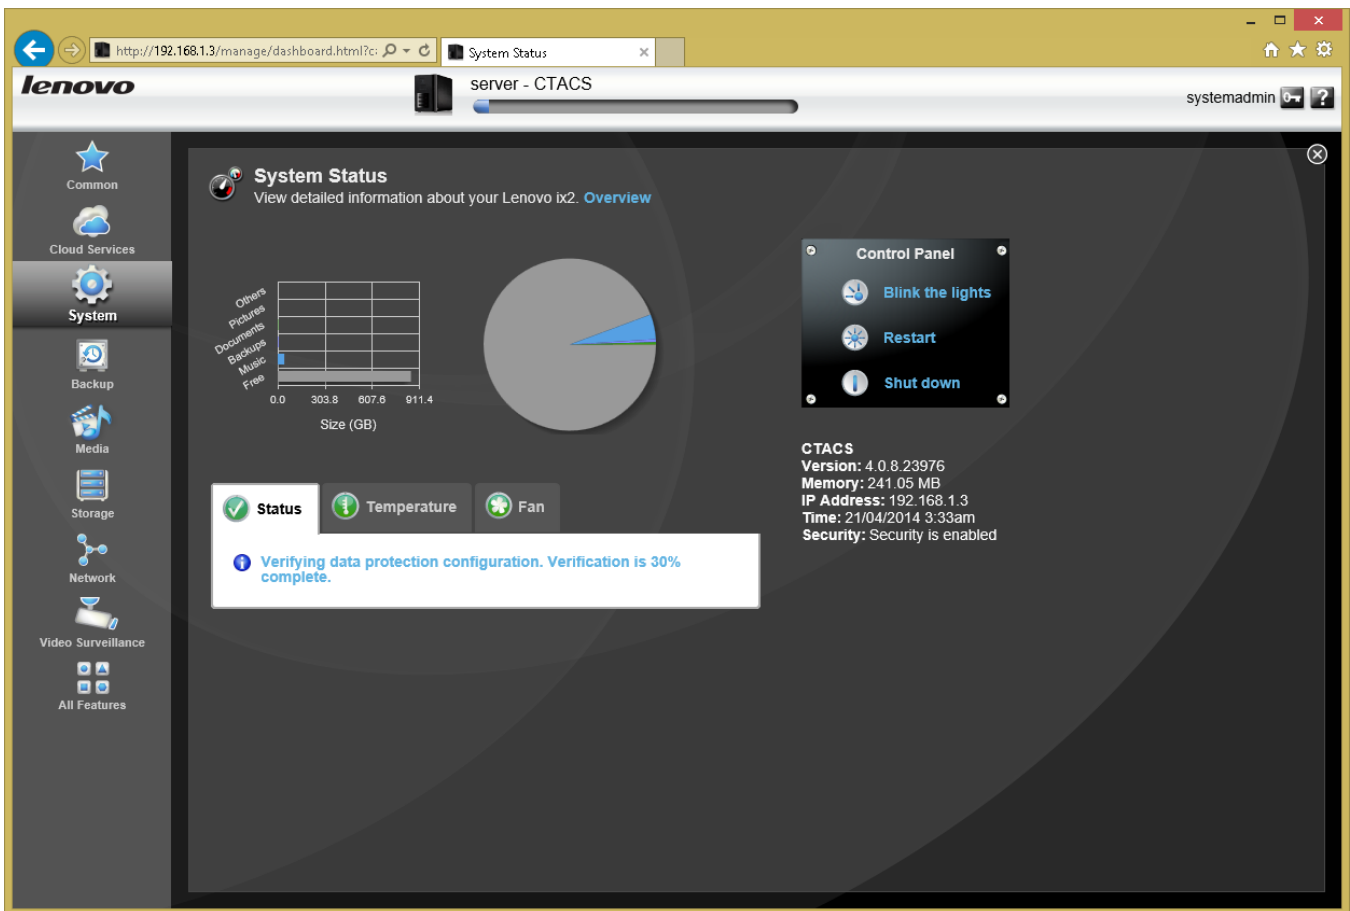 http://192.168.1.3/manage/dashboard.html?c:
System Status
lenovo
server - CTACS
systemadmin
?
Common
Cloud Services
System
Backup
Media
Storage
Network
Video Surveillance
All Features
System Status
View detailed information about your Lenovo ix2. Overview
Others
Pictures
Documents
Backups
Music
Free
0.0 303.8 607.6 911.4
Size (GB)
Control Panel
Blink the lights
Restart
Shut down
CTACS
Version: 4.0.8.23976
Memory: 241.05 MB
IP Address: 192.168.1.3
Time: 21/04/2014 3:33am
Security: Security is enabled
Status
Temperature
Fan
Verifying data protection configuration. Verification is 30%
complete.